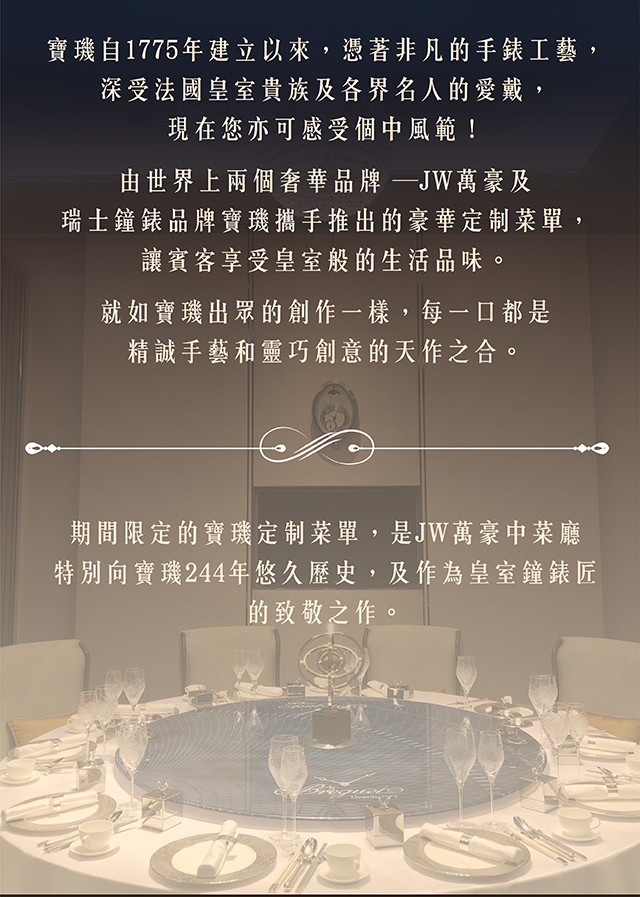 寶璣自1775年建立以來，憑著非凡的手錶工藝，
深受法國皇室貴族及各界名人的愛戴，
現在您亦可感受個中風範！
由世界上兩個奢華品牌 —JW萬豪及
瑞士鐘錶品牌寶璣攜手推出的豪華定制菜單，
讓賓客享受皇室般的生活品味。
就如寶璣出眾的創作一樣，每一口都是
精誠手藝和靈巧創意的天作之合。
期間限定的寶璣定制菜單，是JW萬豪中菜廳
特別向寶璣244年悠久歷史，及作為皇室鐘錶匠
的致敬之作。
Breguet